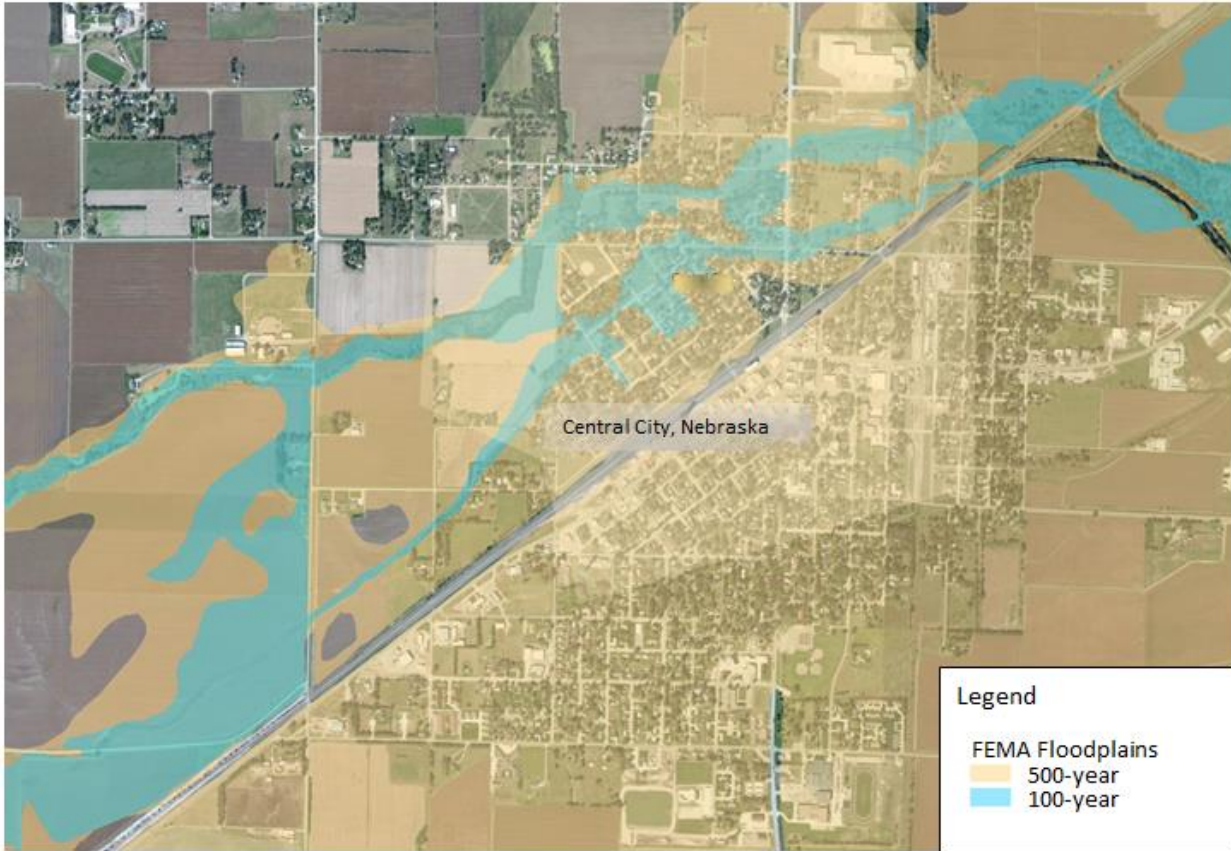 Central City, Nebraska
Legend
FEMA Floodplains
500-year
100-year